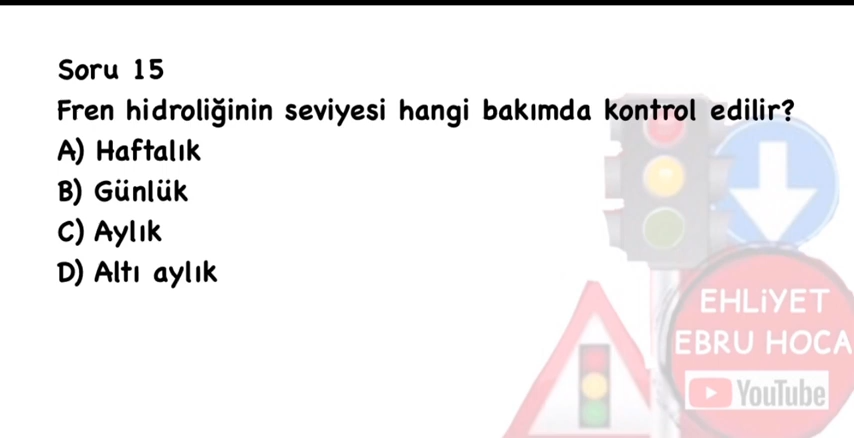 Soru 15
Fren hidroliğinin seviyesi hangi bakımda kontrol edilir?
A) Haftalık
B) Günlük
C) Aylık
D) Altı aylık
EHLİYET
EBRU HOCA
YouTube